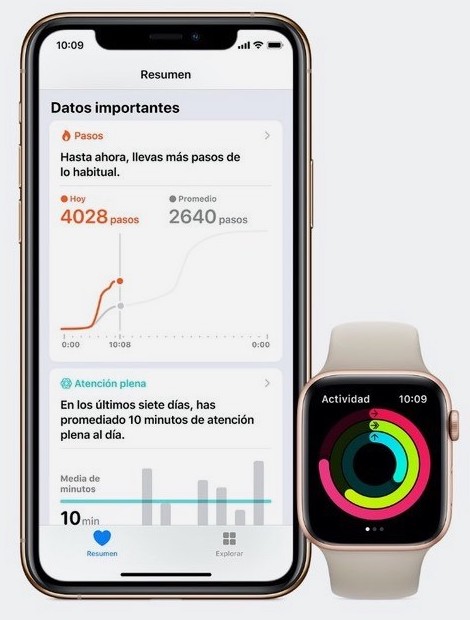 10:09
Resumen
Datos importantes
Pasos
Hasta ahora, llevas más pasos de
lo habitual.
Hoy
Promedio
4028 pasos
2640 pasos
0:00
10:08
0:00
Atención plena
En los últimos siete días, has
promediado 10 minutos de atención
plena al día.
Media de
minutos
10 min
Resumen
Explorar
Actividad
10:09